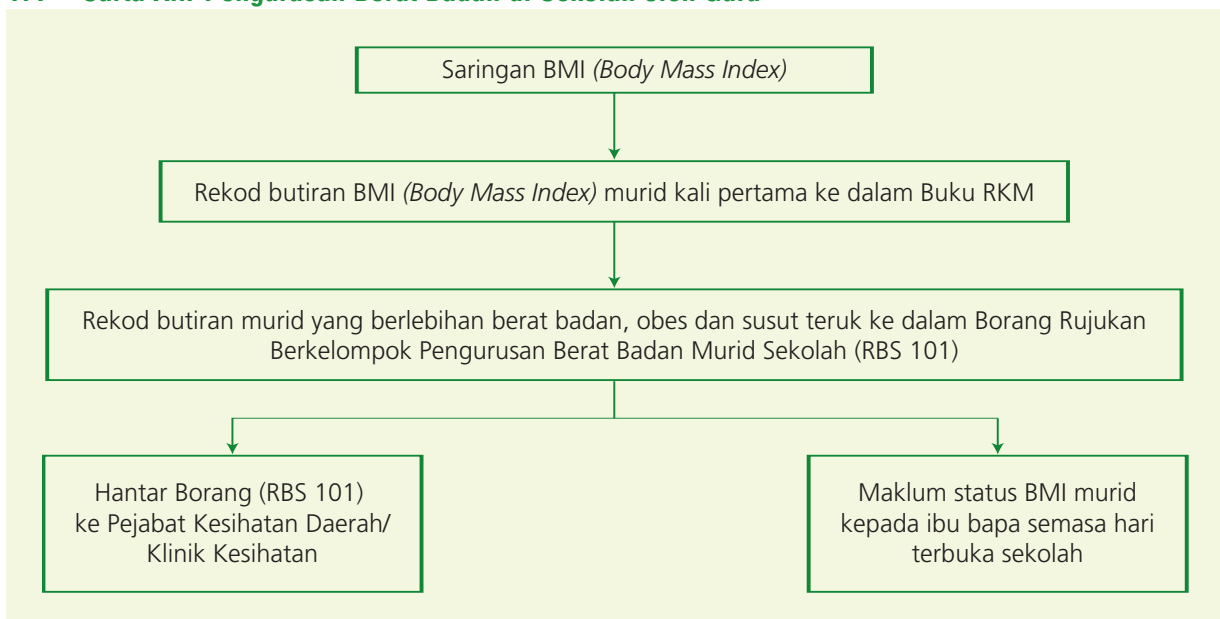 Saringan BMI (Body Mass Index)
Rekod butiran BMI (Body Mass Index) murid kali pertama ke dalam Buku RKM
Rekod butiran murid yang berlebihan berat badan, obes dan susut teruk ke dalam Borang Rujukan
Berkelompok Pengurusan Berat Badan Murid Sekolah (RBS 101)
Hantar Borang (RBS 101)
ke Pejabat Kesihatan Daerah/
Klinik Kesihatan
Maklum status BMI murid
kepada ibu bapa semasa hari
terbuka sekolah